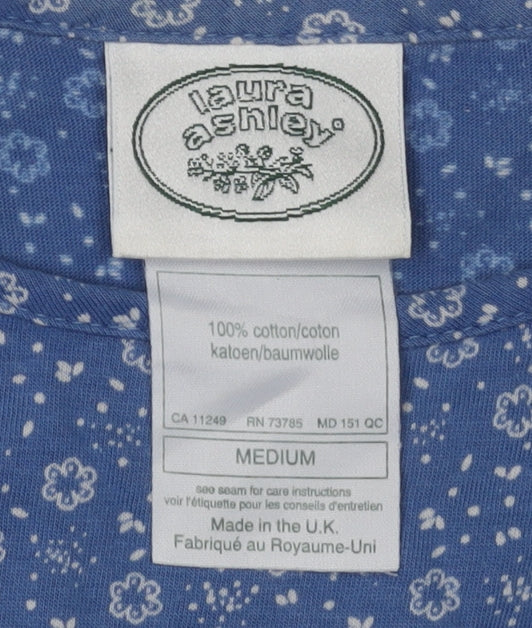 laura
ashley
100% cotton/coton
katoen/baumwolle
CA 11249 RN 73785 MD 151 QC
MEDIUM
see seam for care instructions
voir l'étiquette pour les conseils d'entretien
Made in the U.K.
Fabriqué au Royaume-Uni